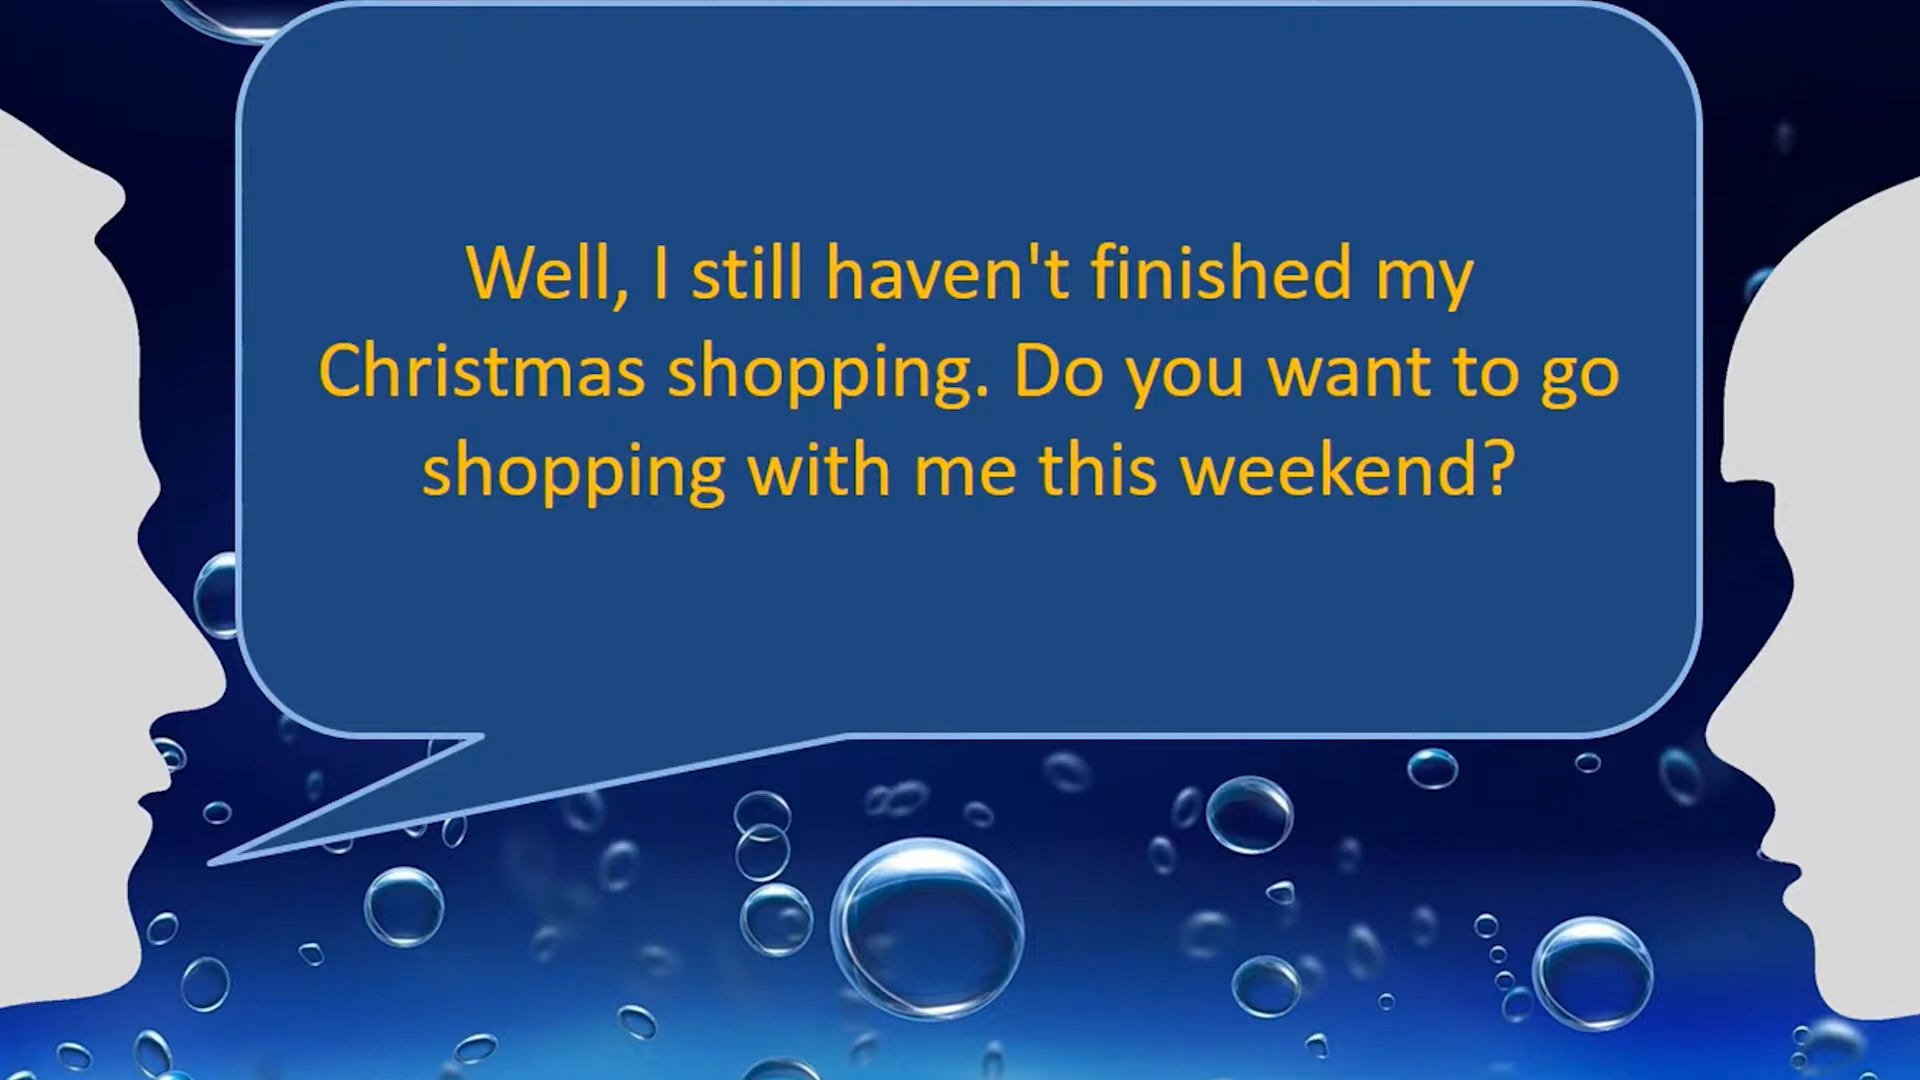 Well, I still haven't finished my
Christmas shopping. Do you want to go
shopping with me this weekend?